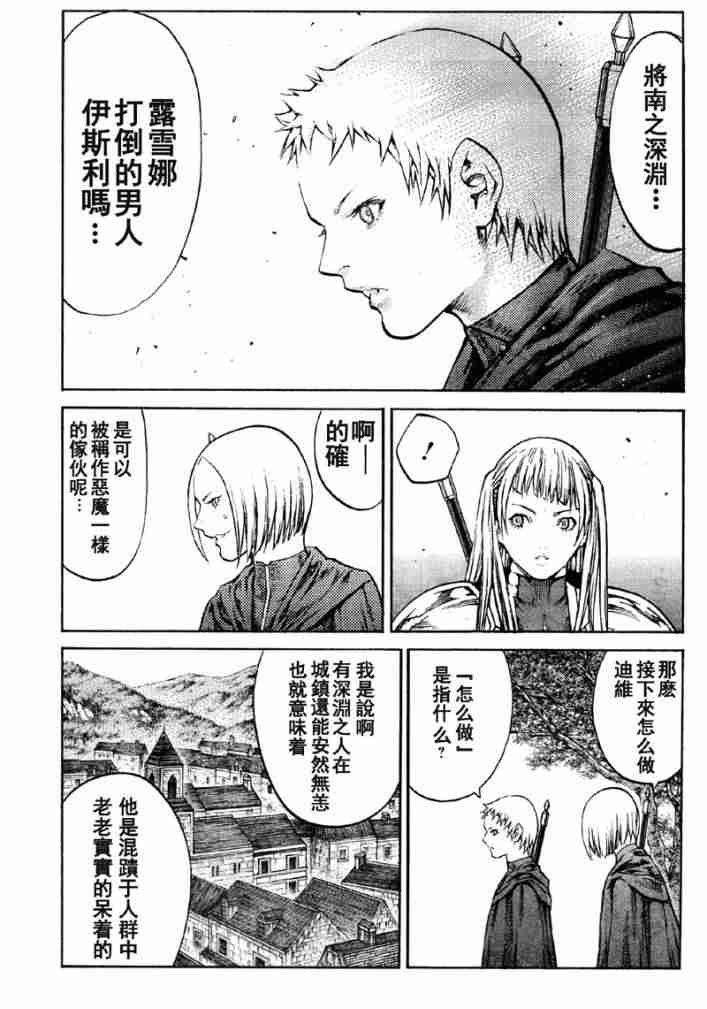 將南之深淵…
露雪娜
打倒的男人
伊斯利嗎…
！
啊—
的確
是可以
被稱作惡魔一樣
的傢伙呢…
那麽
接下來怎么做
迪維
『怎么做』
是指什么？
我是說啊
有深淵之人在
城鎮還能安然無恙
也就意味着
他是混蹟于人群中
老老實實的呆着的